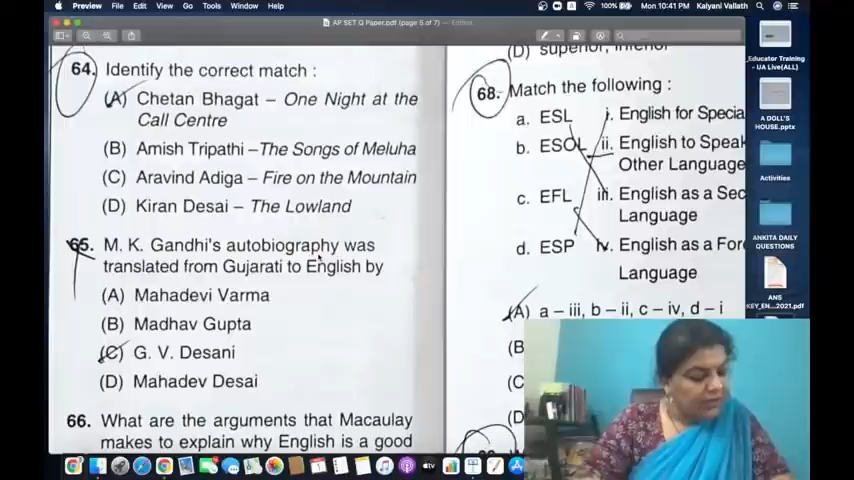 Preview File Edit View Go Tools Window Help
100% Mon 10:41 PM Kalyani Vallath
AP SET Q Paper.pdf (page 5 of 7)
64. Identify the correct match :
(A) Chetan Bhagat – One Night at the
Call Centre
(B) Amish Tripathi – The Songs of Meluha
(C) Aravind Adiga – Fire on the Mountain
(D) Kiran Desai – The Lowland
65. M. K. Gandhi's autobiography was
translated from Gujarati to English by
(A) Mahadevi Varma
(B) Madhav Gupta
(C) G. V. Desani
(D) Mahadev Desai
66. What are the arguments that Macaulay
makes to explain why English is a good
(D) superior, inferior
68. Match the following :
a. ESL i. English for Specia
b. ESOL ii. English to Speak
Other Language
c. EFL iii. English as a Sec
Language
d. ESP iv. English as a Fore
Language
(A) a – iii, b – ii, c – iv, d – i
(B
(C
(D
Educator Training
- UA Live(ALL)
A DOLL'S
HOUSE.pptx
Activities
ANKITA DAILY
QUESTIONS
ANS
KEY_EN...2021.pdf